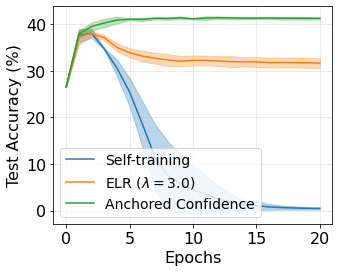 Test Accuracy (%)
40
30
20
10
0
Self-training
ELR (λ = 3.0)
Anchored Confidence
0 5 10 15 20
Epochs